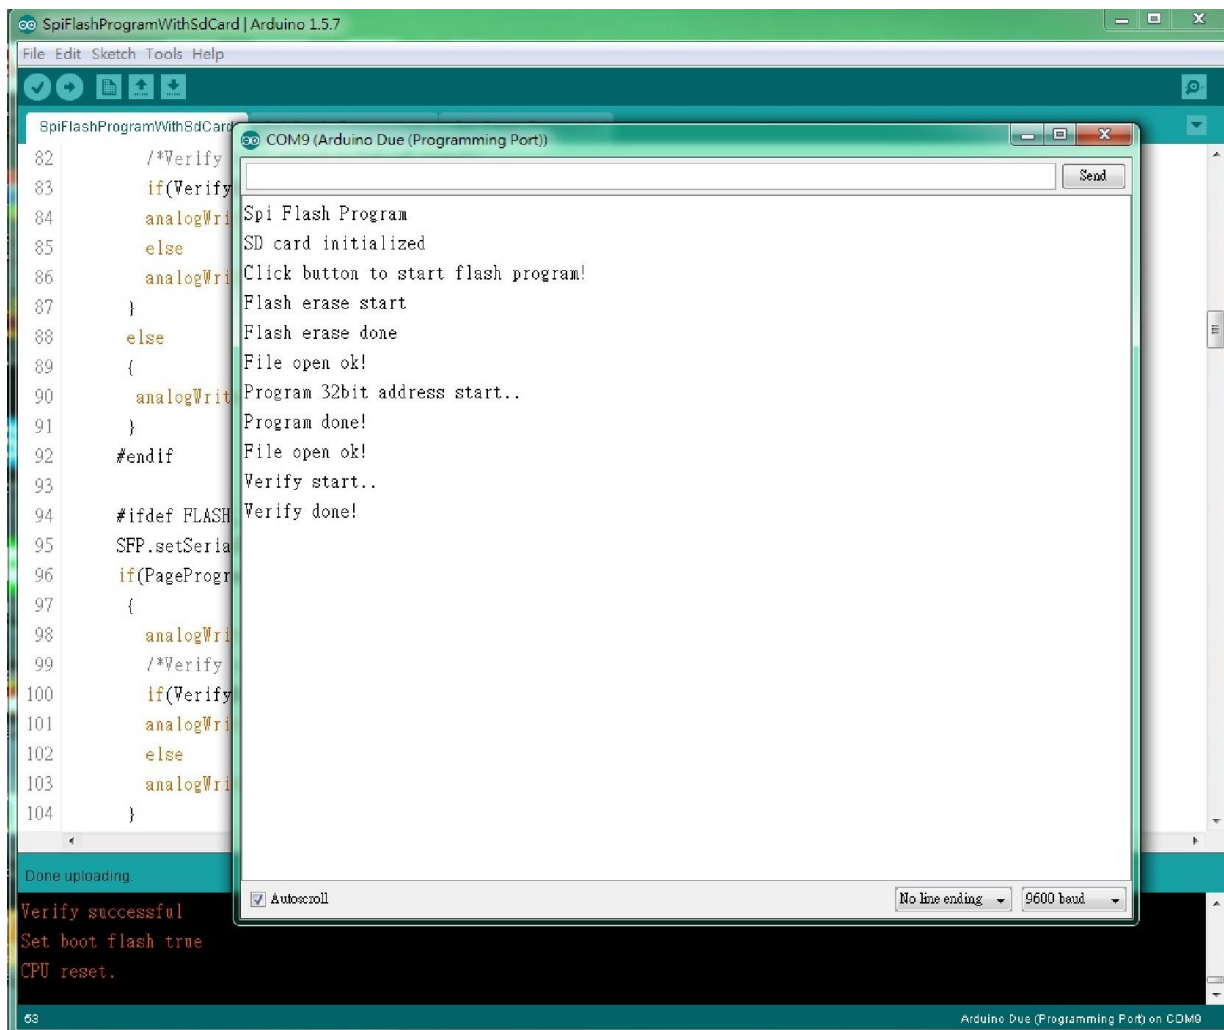 SpiFlashProgramWithSdCard | Arduino 1.5.7
File Edit Sketch Tools Help
SpiFlashProgramWithSdCard
82 /*Verify
83 if(Verify
84 analogWri
85 else
86 analogWri
87 }
88 else
89 {
90 analogWrit
91 }
92 #endif
93
94 #ifdef FLASH
95 SFP.setSeria
96 if(PageProgr
97 {
98 analogWri
99 /*Verify
100 if(Verify
101 analogWri
102 else
103 analogWri
104 }
COM9 (Arduino Due (Programming Port))
Send
Spi Flash Program
SD card initialized
Click button to start flash program!
Flash erase start
Flash erase done
File open ok!
Program 32bit address start..
Program done!
File open ok!
Verify start..
Verify done!
Autoscroll
No line ending
9600 baud
Done uploading.
Verify successful
Set boot flash true
CPU reset.
53
Arduino Due (Programming Port) on COM9